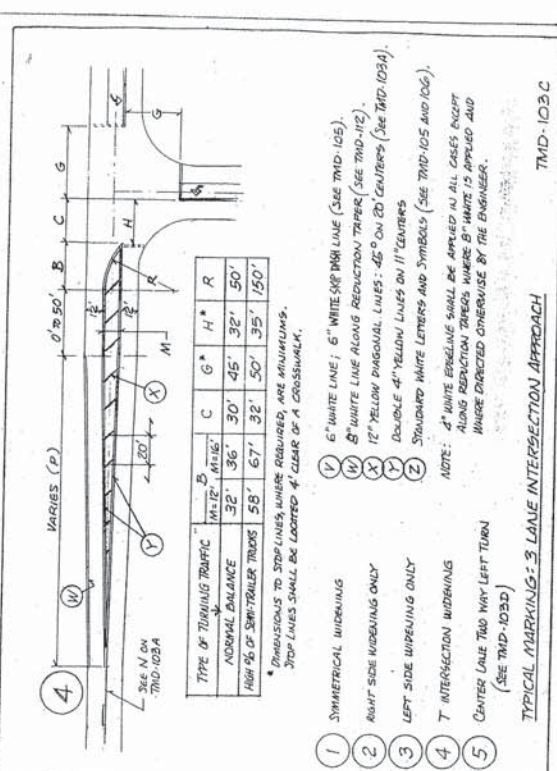 4
VARIES (P)
0' TO 50'
B
C
G
W
12'
12'
R
H
G
M
20'
X
Y
SEE N ON
TMD-103A
TYPE OF TURNING TRAFFIC B C G* H* R
M=12' M=16'
NORMAL BALANCE 32' 36' 30' 45' 32' 50'
HIGH % OF SEMI-TRAILER TRUCKS 58' 67' 32' 50' 35' 150'
* DIMENSIONS TO STOP LINES, WHERE REQUIRED, ARE MINIMUMS.
STOP LINES SHALL BE LOCATED 4' CLEAR OF A CROSSWALK.
1 SYMMETRICAL WIDENING
2 RIGHT SIDE WIDENING ONLY
3 LEFT SIDE WIDENING ONLY
4 T INTERSECTION WIDENING
5 CENTER LANE TWO WAY LEFT TURN
(SEE TMD-103D)
V 6" WHITE LINE; 6" WHITE SKIP DASH LINE (SEE TMD-105).
W 8" WHITE LINE ALONG REDUCTION TAPER (SEE TMD-112).
X 12" YELLOW DIAGONAL LINES: 45° ON 20' CENTERS (SEE TMD-103A).
Y DOUBLE 4" YELLOW LINES ON 11" CENTERS
Z STANDARD WHITE LETTERS AND SYMBOLS (SEE TMD-105 AND 106).
NOTE: 4" WHITE EDGELINE SHALL BE APPLIED IN ALL CASES EXCEPT
ALONG REDUCTION TAPERS WHERE 8" WHITE IS APPLIED AND
WHERE DIRECTED OTHERWISE BY THE ENGINEER.
TYPICAL MARKING: 3 LANE INTERSECTION APPROACH
TMD-103C